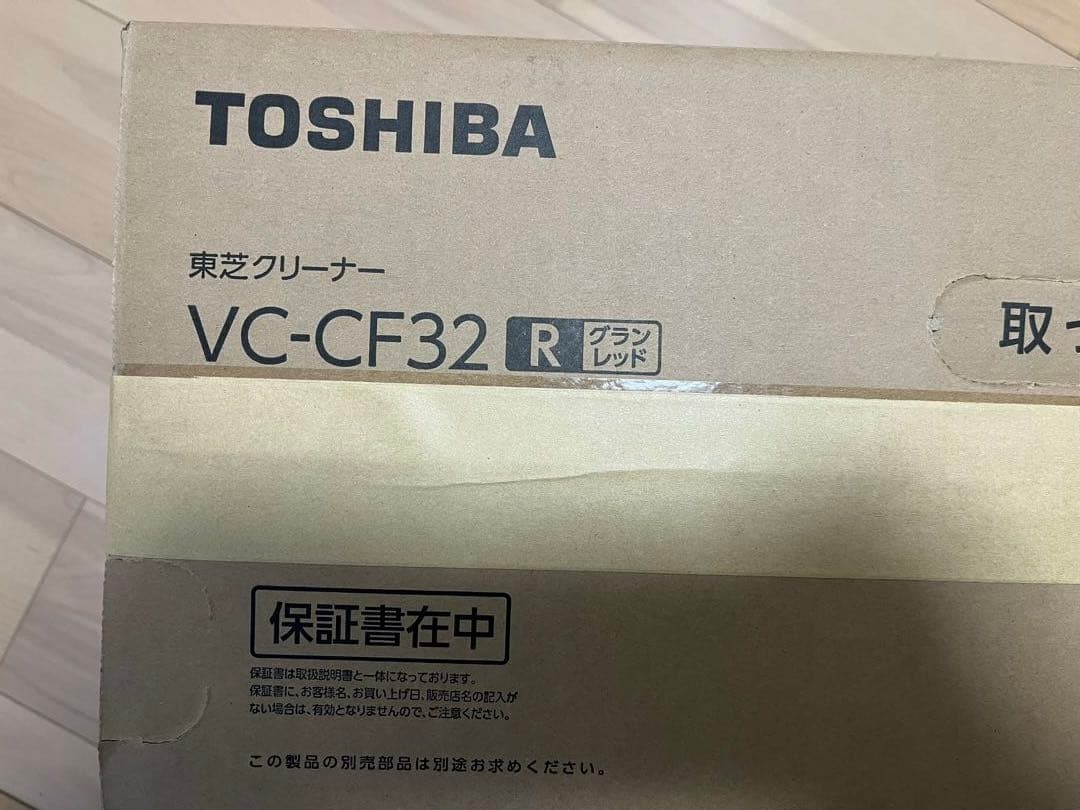 TOSHIBA
東芝クリーナー
VC-CF32 R グラン
レッド
取っ
保証書在中
保証書は取扱説明書と一体になっております。
保証書に、お客様名、お買い上げ日、販売店名の記入が
ない場合は、有効となりませんので、ご注意ください。
この製品の別売部品は別途お求めください。